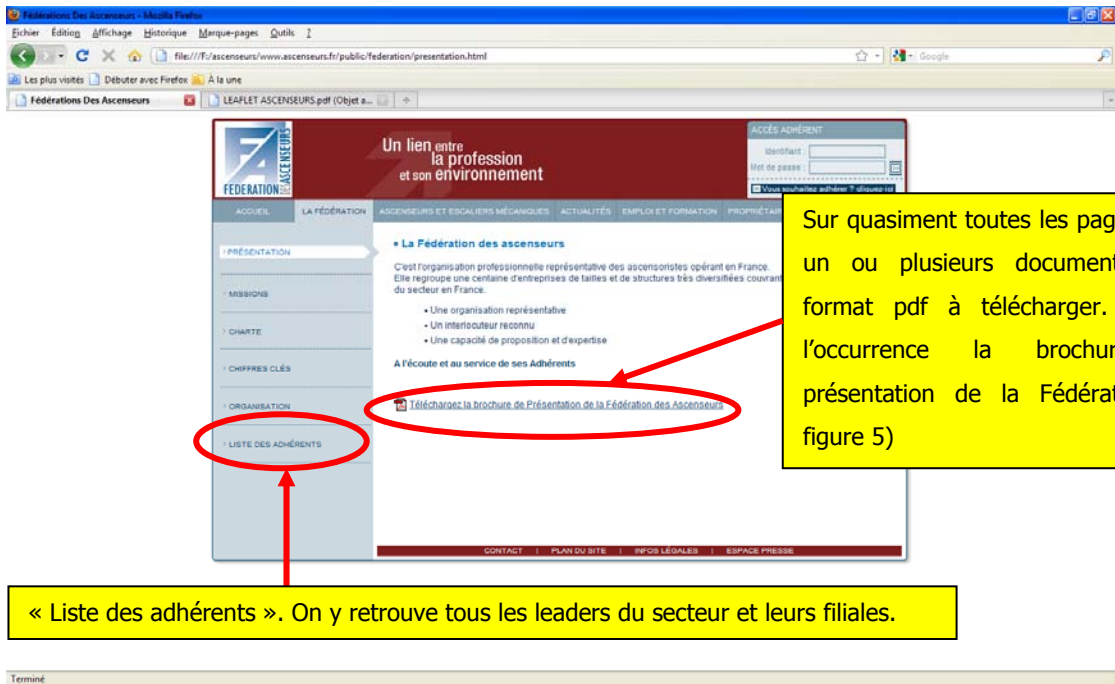 Fédérations Des Ascenseurs - Mozilla Firefox
Fichier Édition Affichage Historique Marque-pages Outils ?
file:///F:/ascenseurs/www.ascenseurs.fr/public/federation/presentation.html
Google
Les plus visités Débuter avec Firefox À la une
Fédérations Des Ascenseurs
LEAFLET ASCENSEURS.pdf (Objet a...
FEDERATION DES ASCENSEURS
Un lien entre
la profession
et son environnement
ACCÈS ADHÉRENT
Identifiant :
Mot de passe :
Vous souhaitez adhérer ? cliquez-ici
ACCUEIL LA FÉDÉRATION ASCENSEURS ET ESCALIERS MÉCANIQUES ACTUALITÉS EMPLOI ET FORMATION
PRÉSENTATION
MISSIONS
CHARTE
CHIFFRES CLÉS
ORGANISATION
LISTE DES ADHÉRENTS
La Fédération des ascenseurs
C'est l'organisation professionnelle représentative des ascensoristes opérant en France.
Elle regroupe une centaine d'entreprises de tailles et de structures très diversifiées couvrant
du secteur en France.
• Une organisation représentative
• Un interlocuteur reconnu
• Une capacité de proposition et d'expertise
A l'écoute et au service de ses Adhérents
Téléchargez la brochure de Présentation de la Fédération des Ascenseurs
CONTACT | PLAN DU SITE | INFOS LÉGALES | ESPACE PRESSE
Sur quasiment toutes les pag
un ou plusieurs document
format pdf à télécharger.
l'occurrence la brochur
présentation de la Fédérat
figure 5)
« Liste des adhérents ». On y retrouve tous les leaders du secteur et leurs filiales.
Terminé